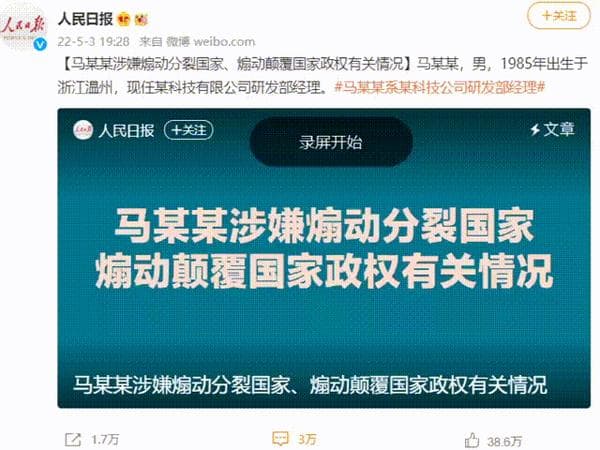 人民日报
+关注
22-5-3 19:28 来自 微博 weibo.com
【马某某涉嫌煽动分裂国家、煽动颠覆国家政权有关情况】马某某，男，1985年出生于
浙江温州，现任某科技有限公司研发部经理。#马某某系某科技公司研发部经理#
人民日报 +关注
文章
录屏开始
马某某涉嫌煽动分裂国家
煽动颠覆国家政权有关情况
马某某涉嫌煽动分裂国家、煽动颠覆国家政权有关情况
1.7万
3万
38.6万